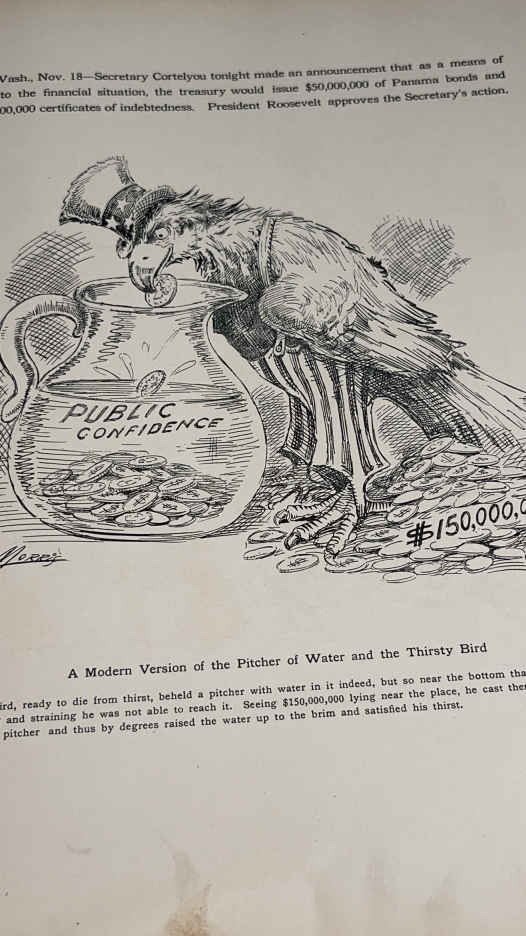 Wash., Nov. 18—Secretary Cortelyou tonight made an announcement that as a means of
to the financial situation, the treasury would issue $50,000,000 of Panama bonds and
00,000 certificates of indebtedness. President Roosevelt approves the Secretary's action.
PUBLIC
CONFIDENCE
$150,000,0
MORRIS
A Modern Version of the Pitcher of Water and the Thirsty Bird
ird, ready to die from thirst, beheld a pitcher with water in it indeed, but so near the bottom tha
and straining he was not able to reach it. Seeing $150,000,000 lying near the place, he cast the
pitcher and thus by degrees raised the water up to the brim and satisfied his thirst.